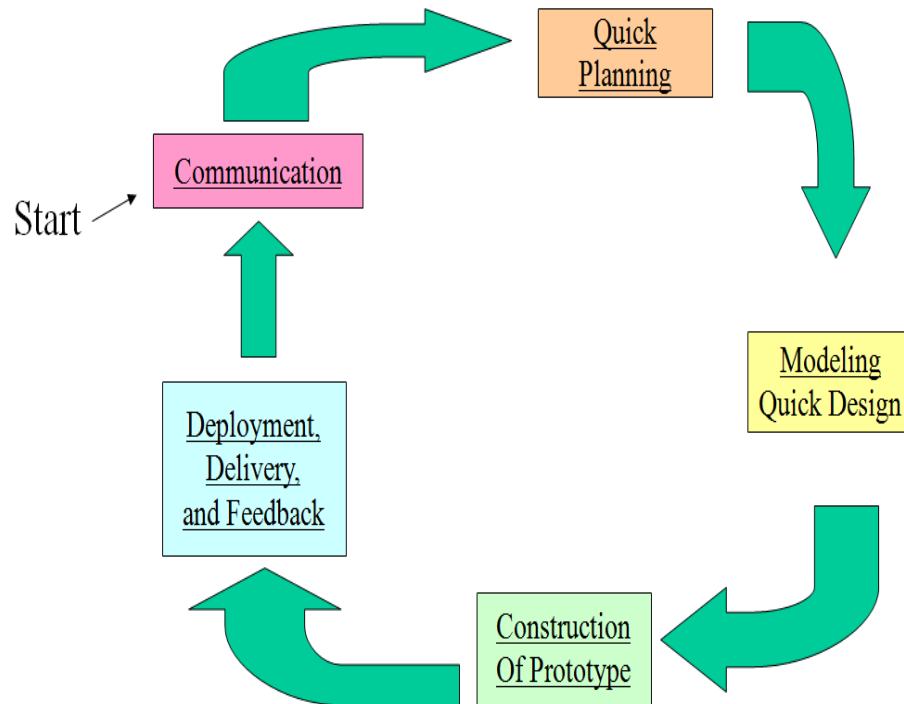 Start
Communication
Quick
Planning
Modeling
Quick Design
Construction
Of Prototype
Deployment,
Delivery,
and Feedback